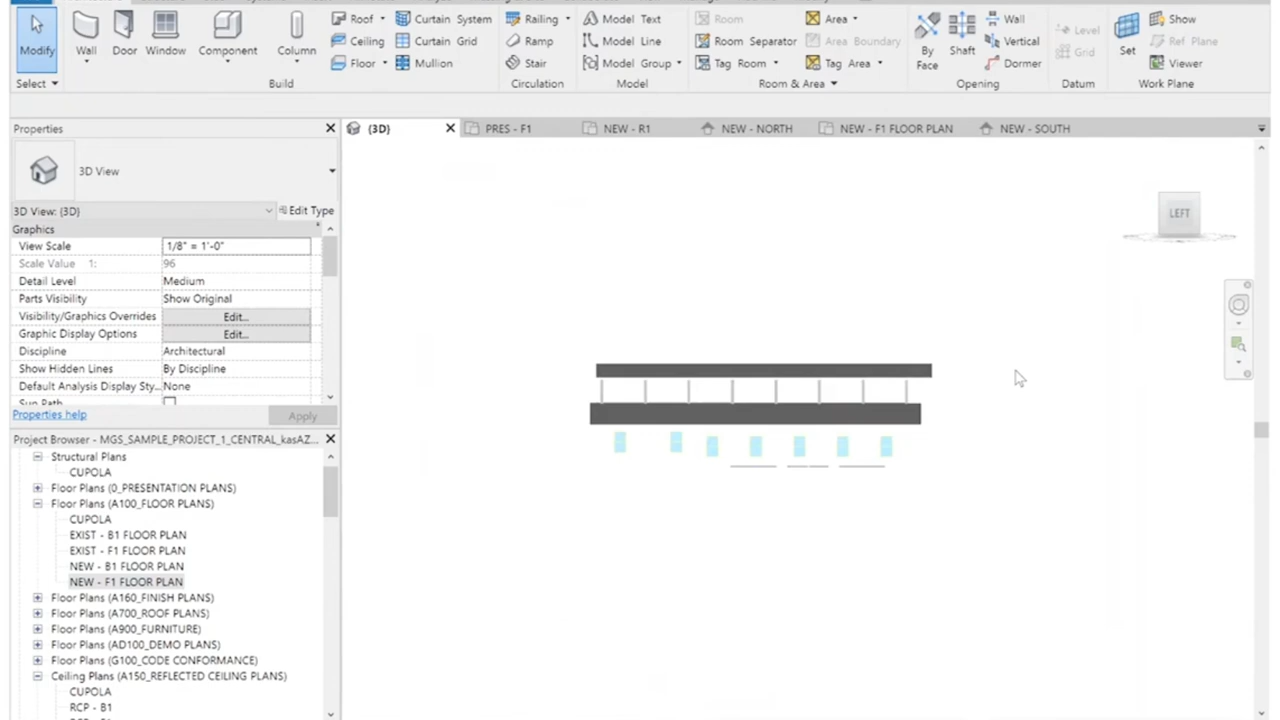 Modify
Wall
Door
Window
Component
Column
Roof
Ceiling
Floor
Curtain System
Curtain Grid
Mullion
Railing
Ramp
Stair
Model Text
Model Line
Model Group
Room
Room Separator
Tag Room
Area
Area Boundary
Tag Area
By Face
Shaft
Wall
Vertical
Dormer
Level
Grid
Set
Show
Ref Plane
Viewer
Select
Build
Circulation
Model
Room & Area
Opening
Datum
Work Plane
Properties
(3D)
PRES - F1
NEW - R1
NEW - NORTH
NEW - F1 FLOOR PLAN
NEW - SOUTH
3D View
3D View: {3D}
Edit Type
Graphics
View Scale 1/8" = 1'-0"
Scale Value 1: 96
Detail Level Medium
Parts Visibility Show Original
Visibility/Graphics Overrides Edit...
Graphic Display Options Edit...
Discipline Architectural
Show Hidden Lines By Discipline
Default Analysis Display Sty... None
Sun Path
Properties help
Apply
LEFT
Project Browser - MGS_SAMPLE_PROJECT_1_CENTRAL_kasAZ...
Structural Plans
CUPOLA
Floor Plans (0_PRESENTATION PLANS)
Floor Plans (A100_FLOOR PLANS)
CUPOLA
EXIST - B1 FLOOR PLAN
EXIST - F1 FLOOR PLAN
NEW - B1 FLOOR PLAN
NEW - F1 FLOOR PLAN
Floor Plans (A160_FINISH PLANS)
Floor Plans (A700_ROOF PLANS)
Floor Plans (A900_FURNITURE)
Floor Plans (AD100_DEMO PLANS)
Floor Plans (G100_CODE CONFORMANCE)
Ceiling Plans (A150_REFLECTED CEILING PLANS)
CUPOLA
RCP - B1